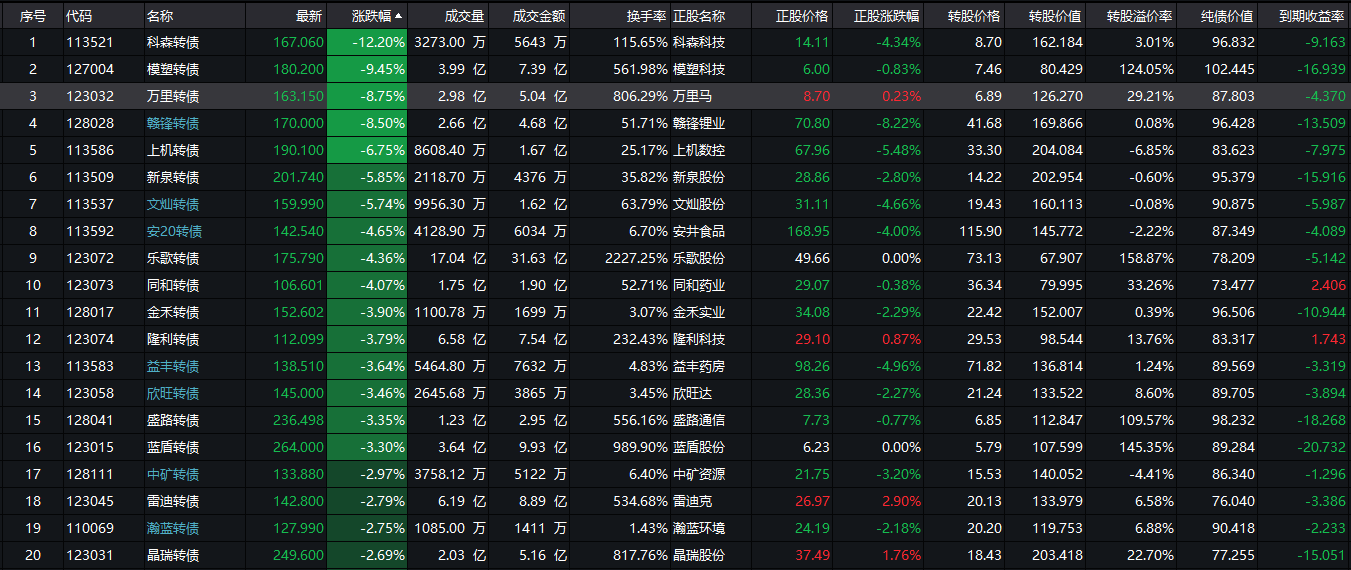 序号 代码 名称 最新 涨跌幅▲ 成交量 成交金额 换手率 正股名称 正股价格 正股涨跌幅 转股价格 转股价值 转股溢价率 纯债价值 到期收益率
1 113521 科森转债 167.060 -12.20% 3273.00 万 5643 万 115.65% 科森科技 14.11 -4.34% 8.70 162.184 3.01% 96.832 -9.163
2 127004 模塑转债 180.200 -9.45% 3.99 亿 7.39 亿 561.98% 模塑科技 6.00 -0.83% 7.46 80.429 124.05% 102.445 -16.939
3 123032 万里转债 163.150 -8.75% 2.98 亿 5.04 亿 806.29% 万里马 8.70 0.23% 6.89 126.270 29.21% 87.803 -4.370
4 128028 赣锋转债 170.000 -8.50% 2.66 亿 4.68 亿 51.71% 赣锋锂业 70.80 -8.22% 41.68 169.866 0.08% 96.428 -13.509
5 113586 上机转债 190.100 -6.75% 8608.40 万 1.67 亿 25.17% 上机数控 67.96 -5.48% 33.30 204.084 -6.85% 83.623 -7.975
6 113509 新泉转债 201.740 -5.85% 2118.70 万 4376 万 35.82% 新泉股份 28.86 -2.80% 14.22 202.954 -0.60% 95.379 -15.916
7 113537 文灿转债 159.990 -5.74% 9956.30 万 1.62 亿 63.79% 文灿股份 31.11 -4.66% 19.43 160.113 -0.08% 90.875 -5.987
8 113592 安20转债 142.540 -4.65% 4128.90 万 6034 万 6.70% 安井食品 168.95 -4.00% 115.90 145.772 -2.22% 87.349 -4.089
9 123072 乐歌转债 175.790 -4.36% 17.04 亿 31.63 亿 2227.25% 乐歌股份 49.66 0.00% 73.13 67.907 158.87% 78.209 -5.142
10 123073 同和转债 106.601 -4.07% 1.75 亿 1.90 亿 52.71% 同和药业 29.07 -0.38% 36.34 79.995 33.26% 73.477 2.406
11 128017 金禾转债 152.602 -3.90% 1100.78 万 1699 万 3.07% 金禾实业 34.08 -2.29% 22.42 152.007 0.39% 96.506 -10.944
12 123074 隆利转债 112.099 -3.79% 6.58 亿 7.54 亿 232.43% 隆利科技 29.10 0.87% 29.53 98.544 13.76% 83.317 1.743
13 113583 益丰转债 138.510 -3.64% 5464.80 万 7632 万 4.83% 益丰药房 98.26 -4.96% 71.82 136.814 1.24% 89.569 -3.319
14 123058 欣旺转债 145.000 -3.46% 2645.68 万 3865 万 3.45% 欣旺达 28.36 -2.27% 21.24 133.522 8.60% 89.705 -3.894
15 128041 盛路转债 236.498 -3.35% 1.23 亿 2.95 亿 556.16% 盛路通信 7.73 -0.77% 6.85 112.847 109.57% 98.232 -18.268
16 123015 蓝盾转债 264.000 -3.30% 3.64 亿 9.93 亿 989.90% 蓝盾股份 6.23 0.00% 5.79 107.599 145.35% 89.284 -20.732
17 128111 中矿转债 133.880 -2.97% 3758.12 万 5122 万 6.40% 中矿资源 21.75 -3.20% 15.53 140.052 -4.41% 86.340 -1.296
18 123045 雷迪转债 142.800 -2.79% 6.19 亿 8.89 亿 534.68% 雷迪克 26.97 2.90% 20.13 133.979 6.58% 76.040 -3.386
19 110069 瀚蓝转债 127.990 -2.75% 1085.00 万 1411 万 1.43% 瀚蓝环境 24.19 -2.18% 20.20 119.753 6.88% 90.418 -2.233
20 123031 晶瑞转债 249.600 -2.69% 2.03 亿 5.16 亿 817.76% 晶瑞股份 37.49 1.76% 18.43 203.418 22.70% 77.255 -15.051